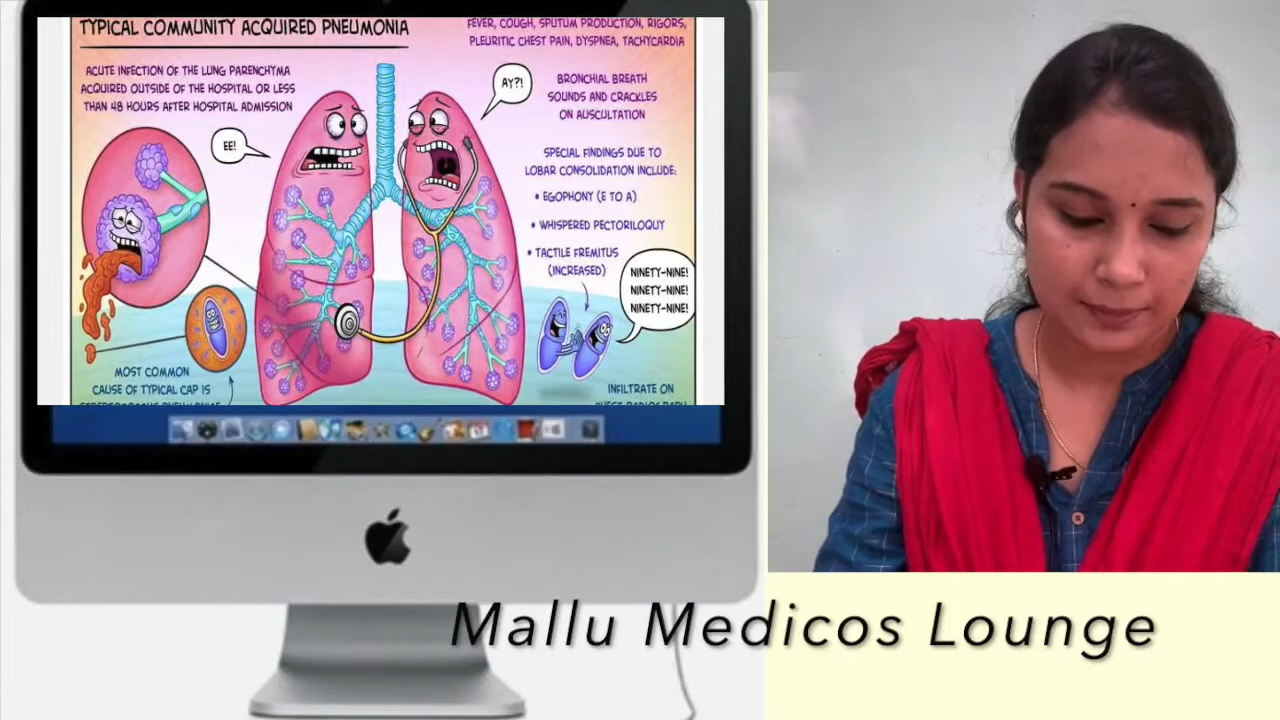 TYPICAL COMMUNITY ACQUIRED PNEUMONIA
ACUTE INFECTION OF THE LUNG PARENCHYMA
ACQUIRED OUTSIDE OF THE HOSPITAL OR LESS
THAN 48 HOURS AFTER HOSPITAL ADMISSION
EE!
AY?!
FEVER, COUGH, SPUTUM PRODUCTION, RIGORS,
PLEURITIC CHEST PAIN, DYSPNEA, TACHYCARDIA
BRONCHIAL BREATH
SOUNDS AND CRACKLES
ON AUSCULTATION
SPECIAL FINDINGS DUE TO
LOBAR CONSOLIDATION INCLUDE:
• EGOPHONY (E TO A)
• WHISPERED PECTORILOQUY
• TACTILE FREMITUS
(INCREASED)
NINETY-NINE!
NINETY-NINE!
NINETY-NINE!
MOST COMMON
CAUSE OF TYPICAL CAP IS
INFILTRATE ON
Mallu Medicos Lounge